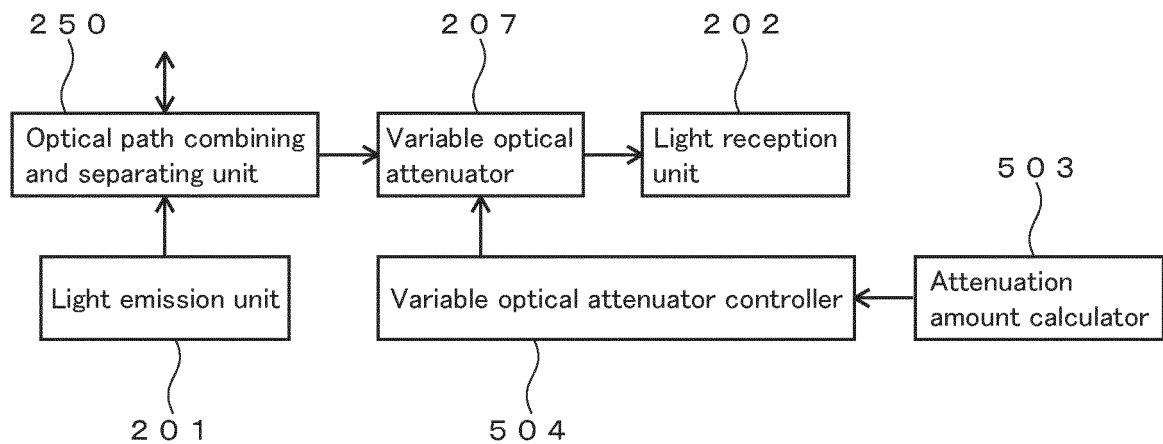 ２５０
２０７
２０２
Optical path combining
and separating unit
Variable optical
attenuator
Light reception
unit
５０３
Light emission unit
Variable optical attenuator controller
Attenuation
amount calculator
２０１
５０４